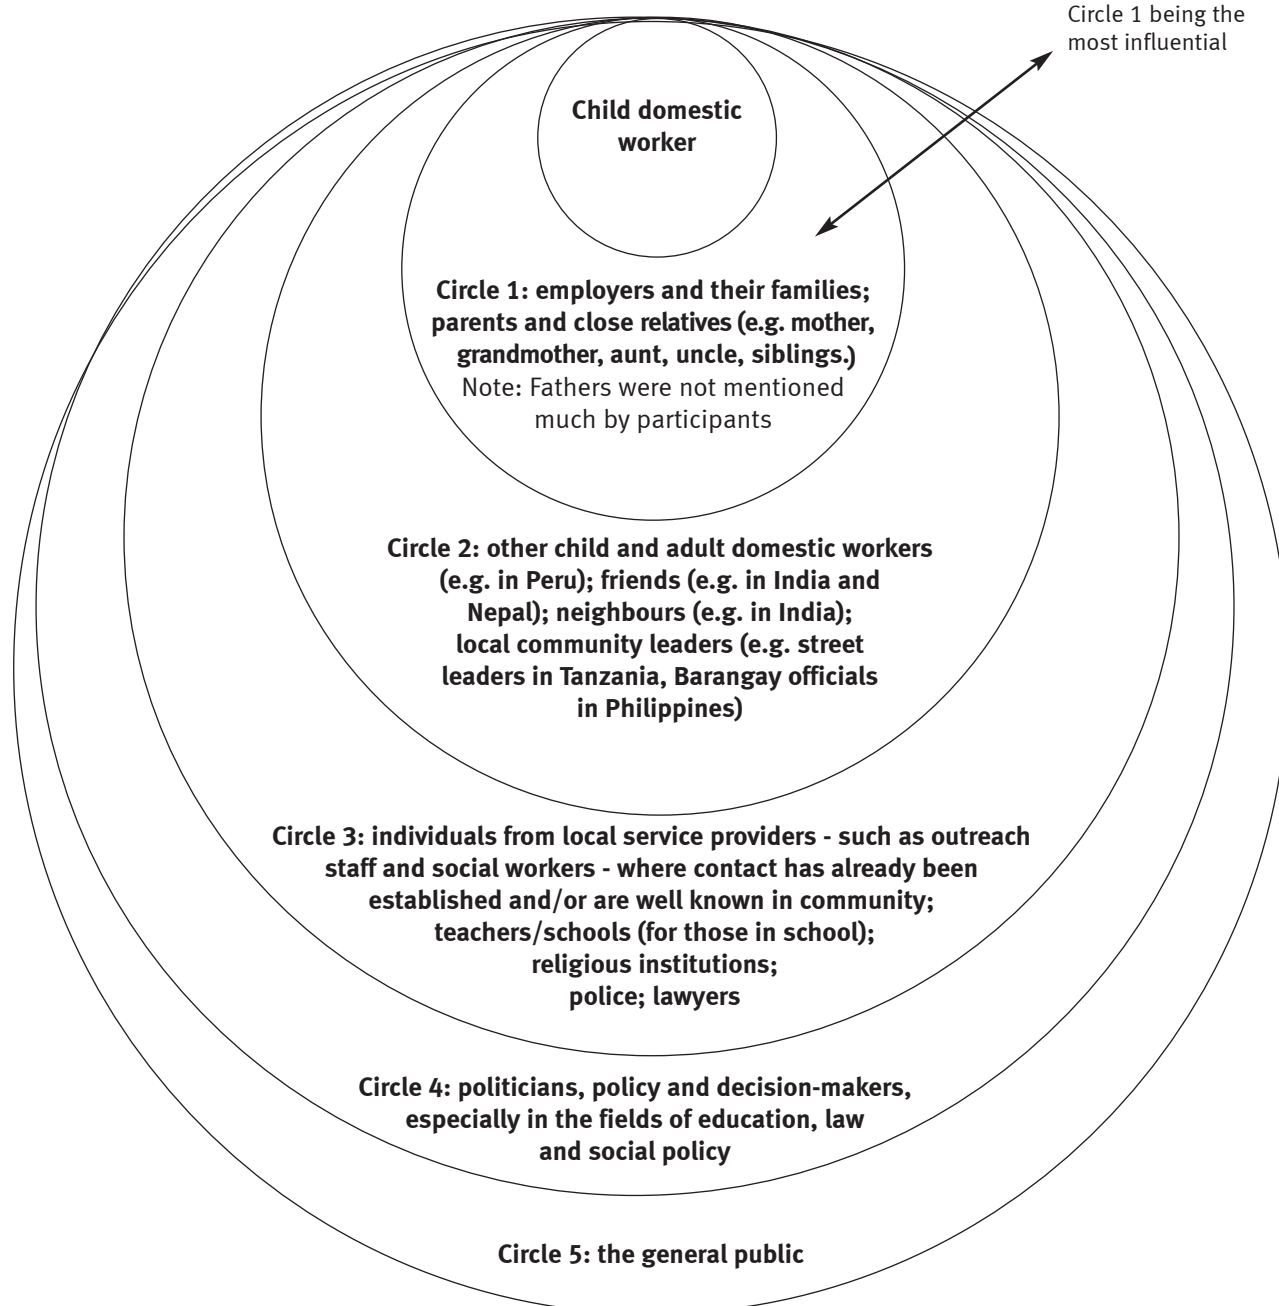 Circle 1 being the
most influential
Child domestic
worker
Circle 1: employers and their families;
parents and close relatives (e.g. mother,
grandmother, aunt, uncle, siblings.)
Note: Fathers were not mentioned
much by participants
Circle 2: other child and adult domestic workers
(e.g. in Peru); friends (e.g. in India and
Nepal); neighbours (e.g. in India);
local community leaders (e.g. street
leaders in Tanzania, Barangay officials
in Philippines)
Circle 3: individuals from local service providers - such as outreach
staff and social workers - where contact has already been
established and/or are well known in community;
teachers/schools (for those in school);
religious institutions;
police; lawyers
Circle 4: politicians, policy and decision-makers,
especially in the fields of education, law
and social policy
Circle 5: the general public